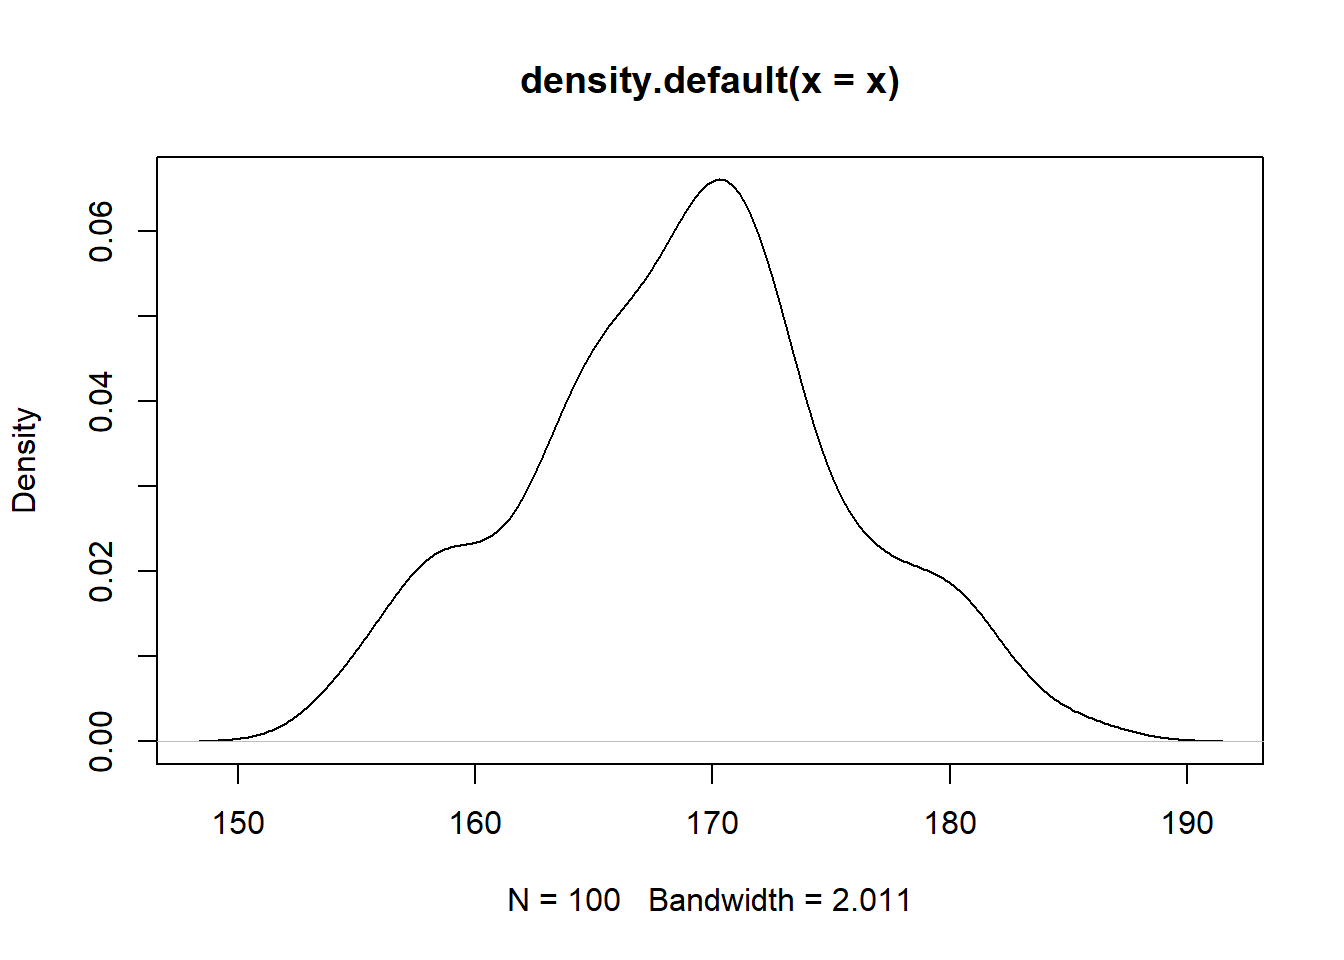 density.default(x = x)
Density
0.06
0.04
0.02
0.00
150 160 170 180 190
N = 100 Bandwidth = 2.011